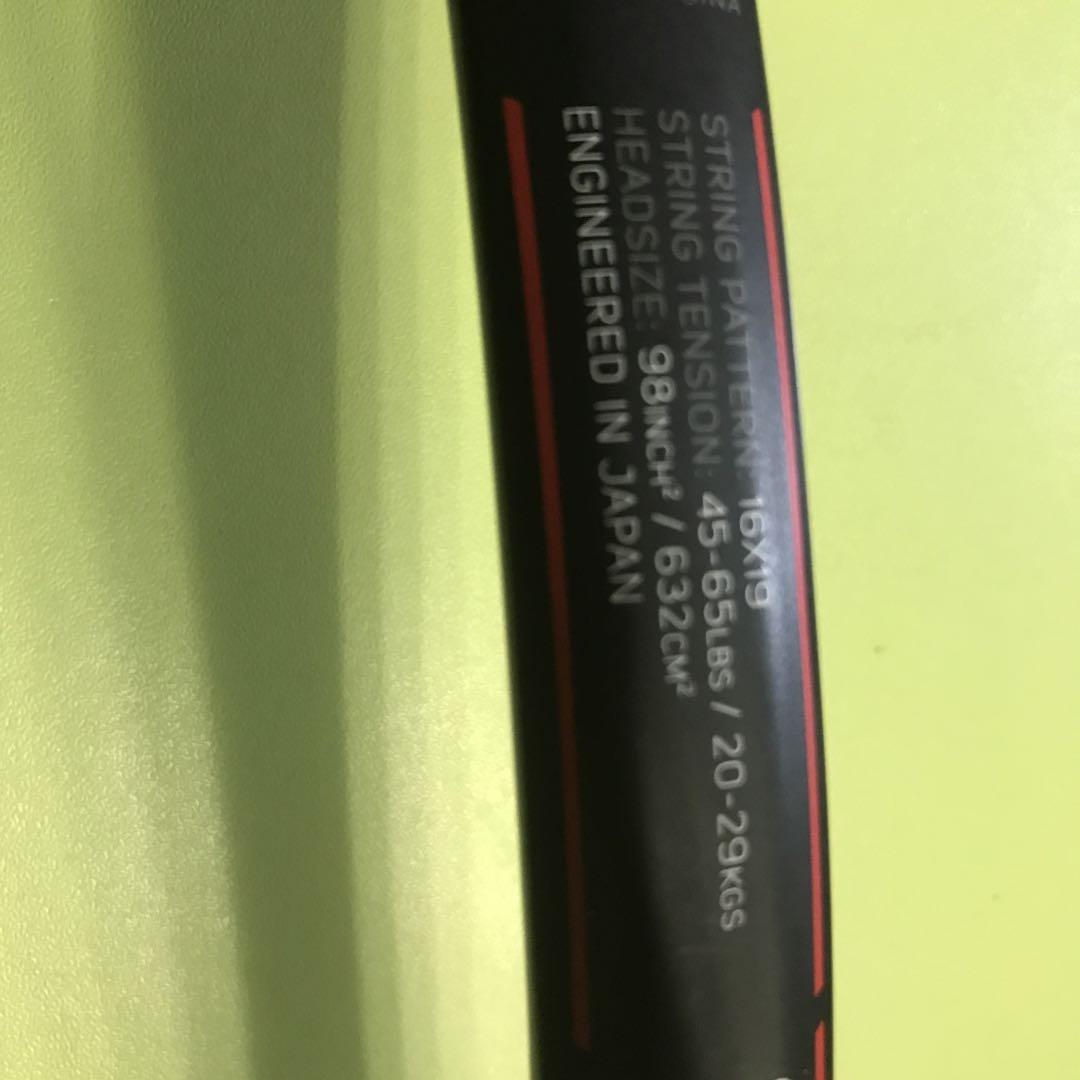 STRING PATTERN: 16X19
STRING TENSION: 45-65LBS / 20-29KGS
HEADSIZE: 98INCH² / 632CM²
ENGINEERED IN JAPAN